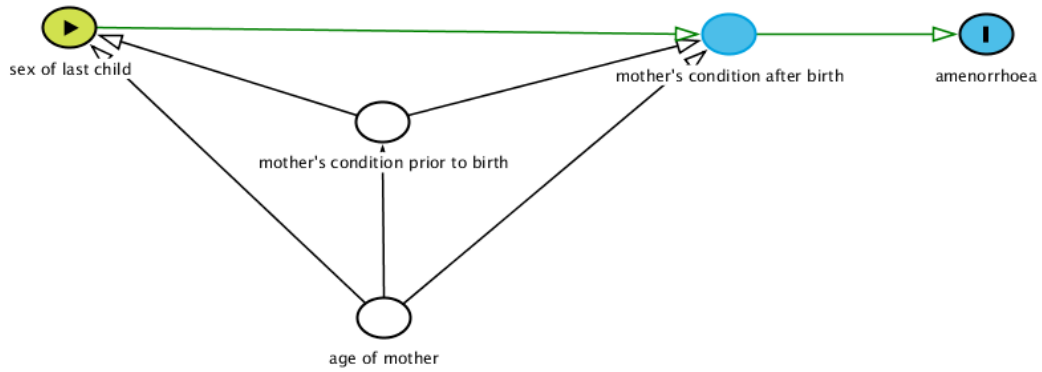 sex of last child
mother's condition after birth
amenorrhoea
mother's condition prior to birth
age of mother